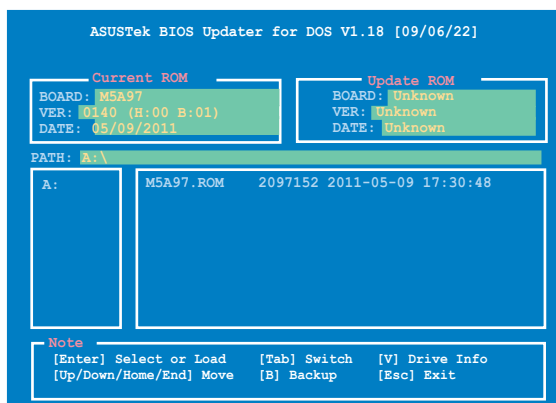 ASUSTek BIOS Updater for DOS V1.18 [09/06/22]
Current ROM
BOARD: M5A97
VER: 0140 (H:00 B:01)
DATE: 05/09/2011
Update ROM
BOARD: Unknown
VER: Unknown
DATE: Unknown
PATH: A:\
A:
M5A97.ROM 2097152 2011-05-09 17:30:48
Note
[Enter] Select or Load [Tab] Switch [V] Drive Info
[Up/Down/Home/End] Move [B] Backup [Esc] Exit